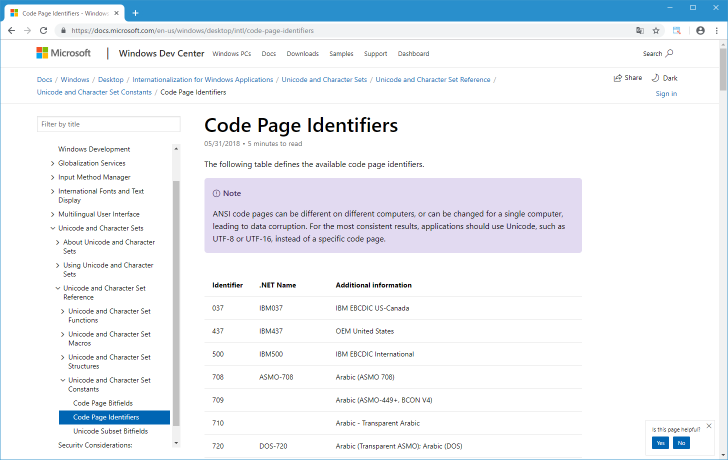 Code Page Identifiers - Windows
https://docs.microsoft.com/en-us/windows/desktop/intl/code-page-identifiers
Microsoft
Windows Dev Center
Windows PCs
Docs
Downloads
Samples
Support
Dashboard
Search
Docs / Windows / Desktop / Internationalization for Windows Applications / Unicode and Character Sets / Unicode and Character Set Reference /
Unicode and Character Set Constants / Code Page Identifiers
Share
Dark
Sign in
Filter by title
Windows Development
Globalization Services
Input Method Manager
International Fonts and Text
Display
Multilingual User Interface
Unicode and Character Sets
About Unicode and Character
Sets
Using Unicode and Character
Sets
Unicode and Character Set
Reference
Unicode and Character Set
Functions
Unicode and Character Set
Macros
Unicode and Character Set
Structures
Unicode and Character Set
Constants
Code Page Bitfields
Code Page Identifiers
Unicode Subset Bitfields
Security Considerations:
Code Page Identifiers
05/31/2018 • 5 minutes to read
The following table defines the available code page identifiers.
Note
ANSI code pages can be different on different computers, or can be changed for a single computer,
leading to data corruption. For the most consistent results, applications should use Unicode, such as
UTF-8 or UTF-16, instead of a specific code page.
Identifier .NET Name Additional information
037 IBM037 IBM EBCDIC US-Canada
437 IBM437 OEM United States
500 IBM500 IBM EBCDIC International
708 ASMO-708 Arabic (ASMO 708)
709 Arabic (ASMO-449+, BCON V4)
710 Arabic - Transparent Arabic
720 DOS-720 Arabic (Transparent ASMO); Arabic (DOS)
Is this page helpful?
Yes No